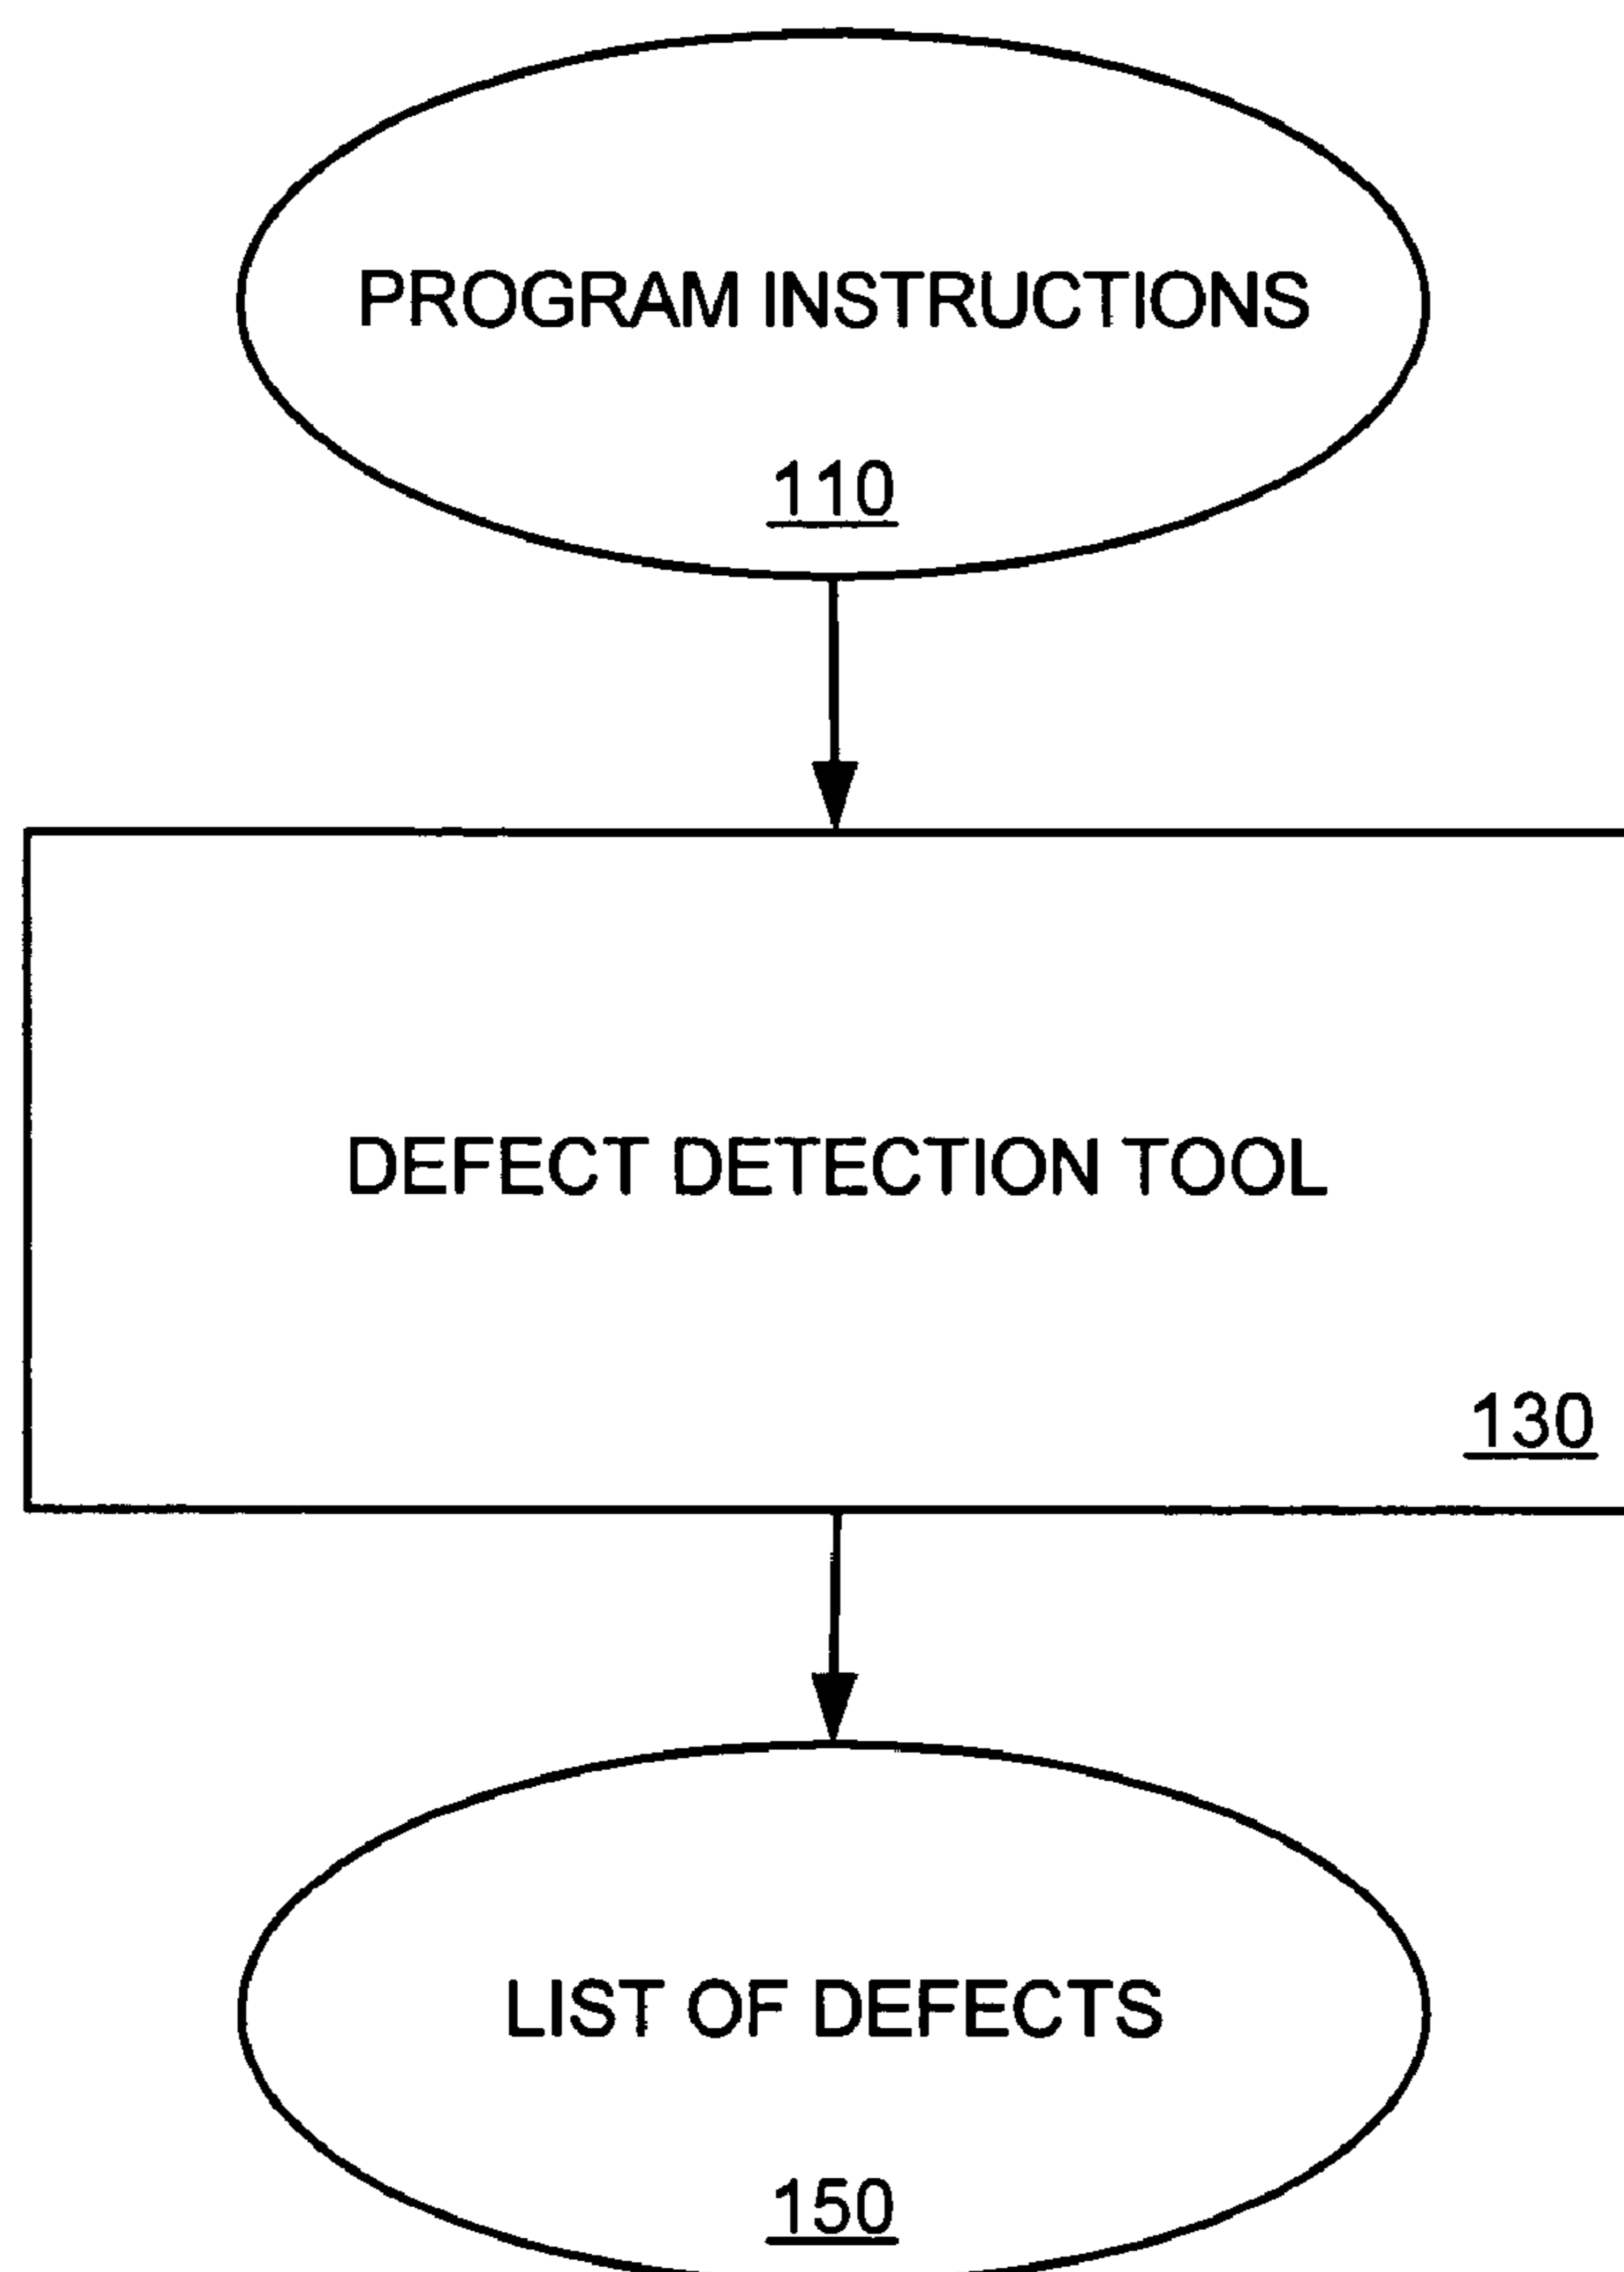 PROGRAM INSTRUCTIONS
110
DEFECT DETECTION TOOL
130
LIST OF DEFECTS
150